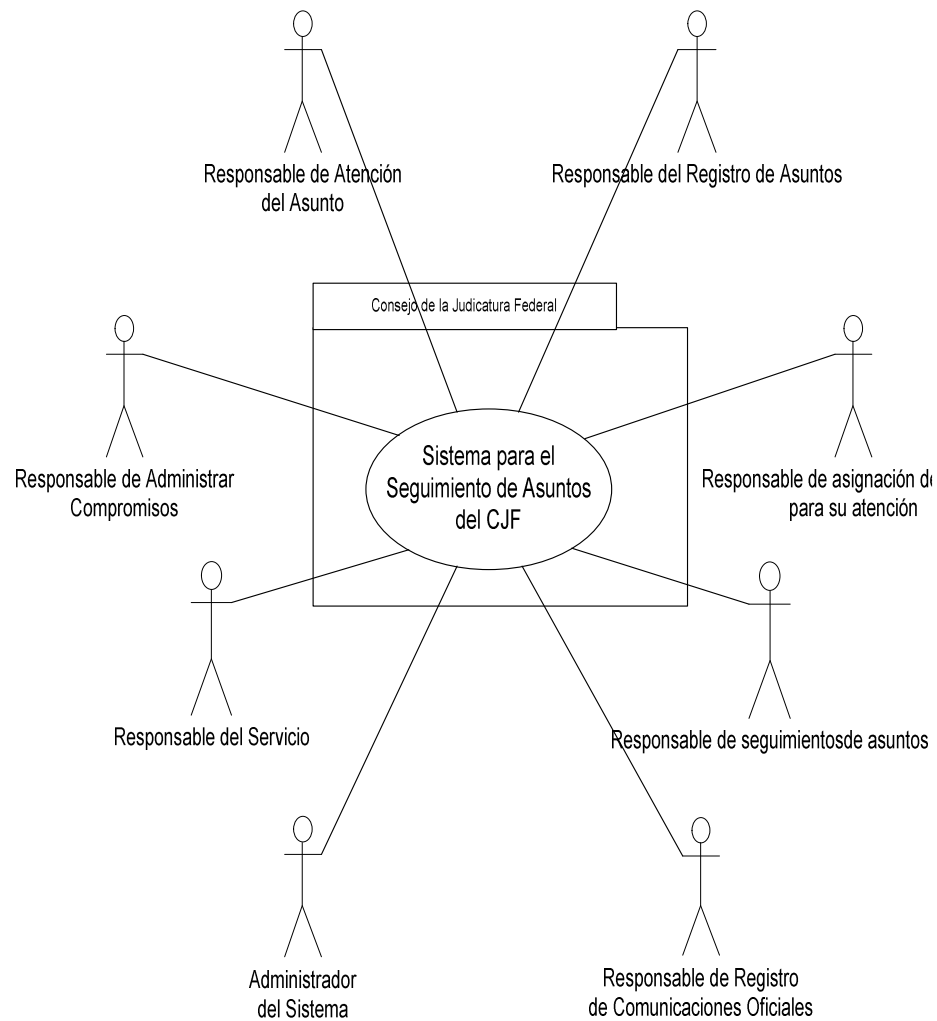 Responsable de Atención
del Asunto
Responsable del Registro de Asuntos
Consejo de la Judicatura Federal
Responsable de Administrar
Compromisos
Sistema para el
Seguimiento de Asuntos
del CJF
Responsable de asignación
para su atención
Responsable del Servicio
Responsable de seguimientosde asuntos
Administrador
del Sistema
Responsable de Registro
de Comunicaciones Oficiales